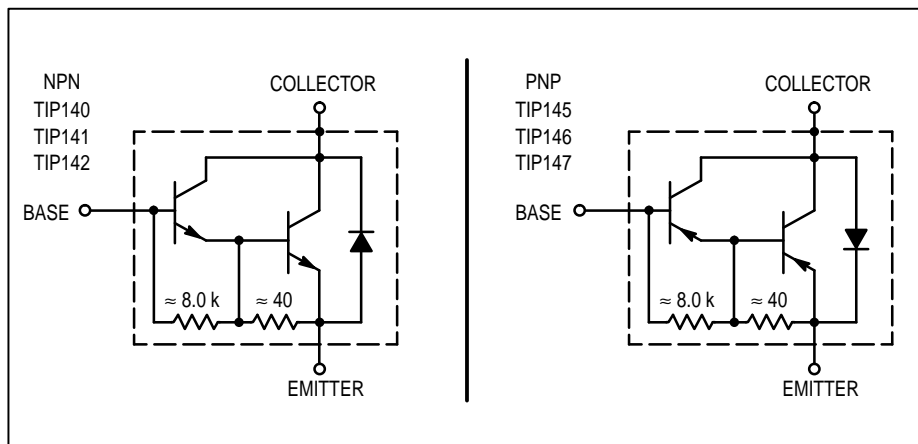 NPN
TIP140
TIP141
TIP142
COLLECTOR
BASE
≈ 8.0 k
≈ 40
EMITTER
PNP
TIP145
TIP146
TIP147
COLLECTOR
BASE
≈ 8.0 k
≈ 40
EMITTER